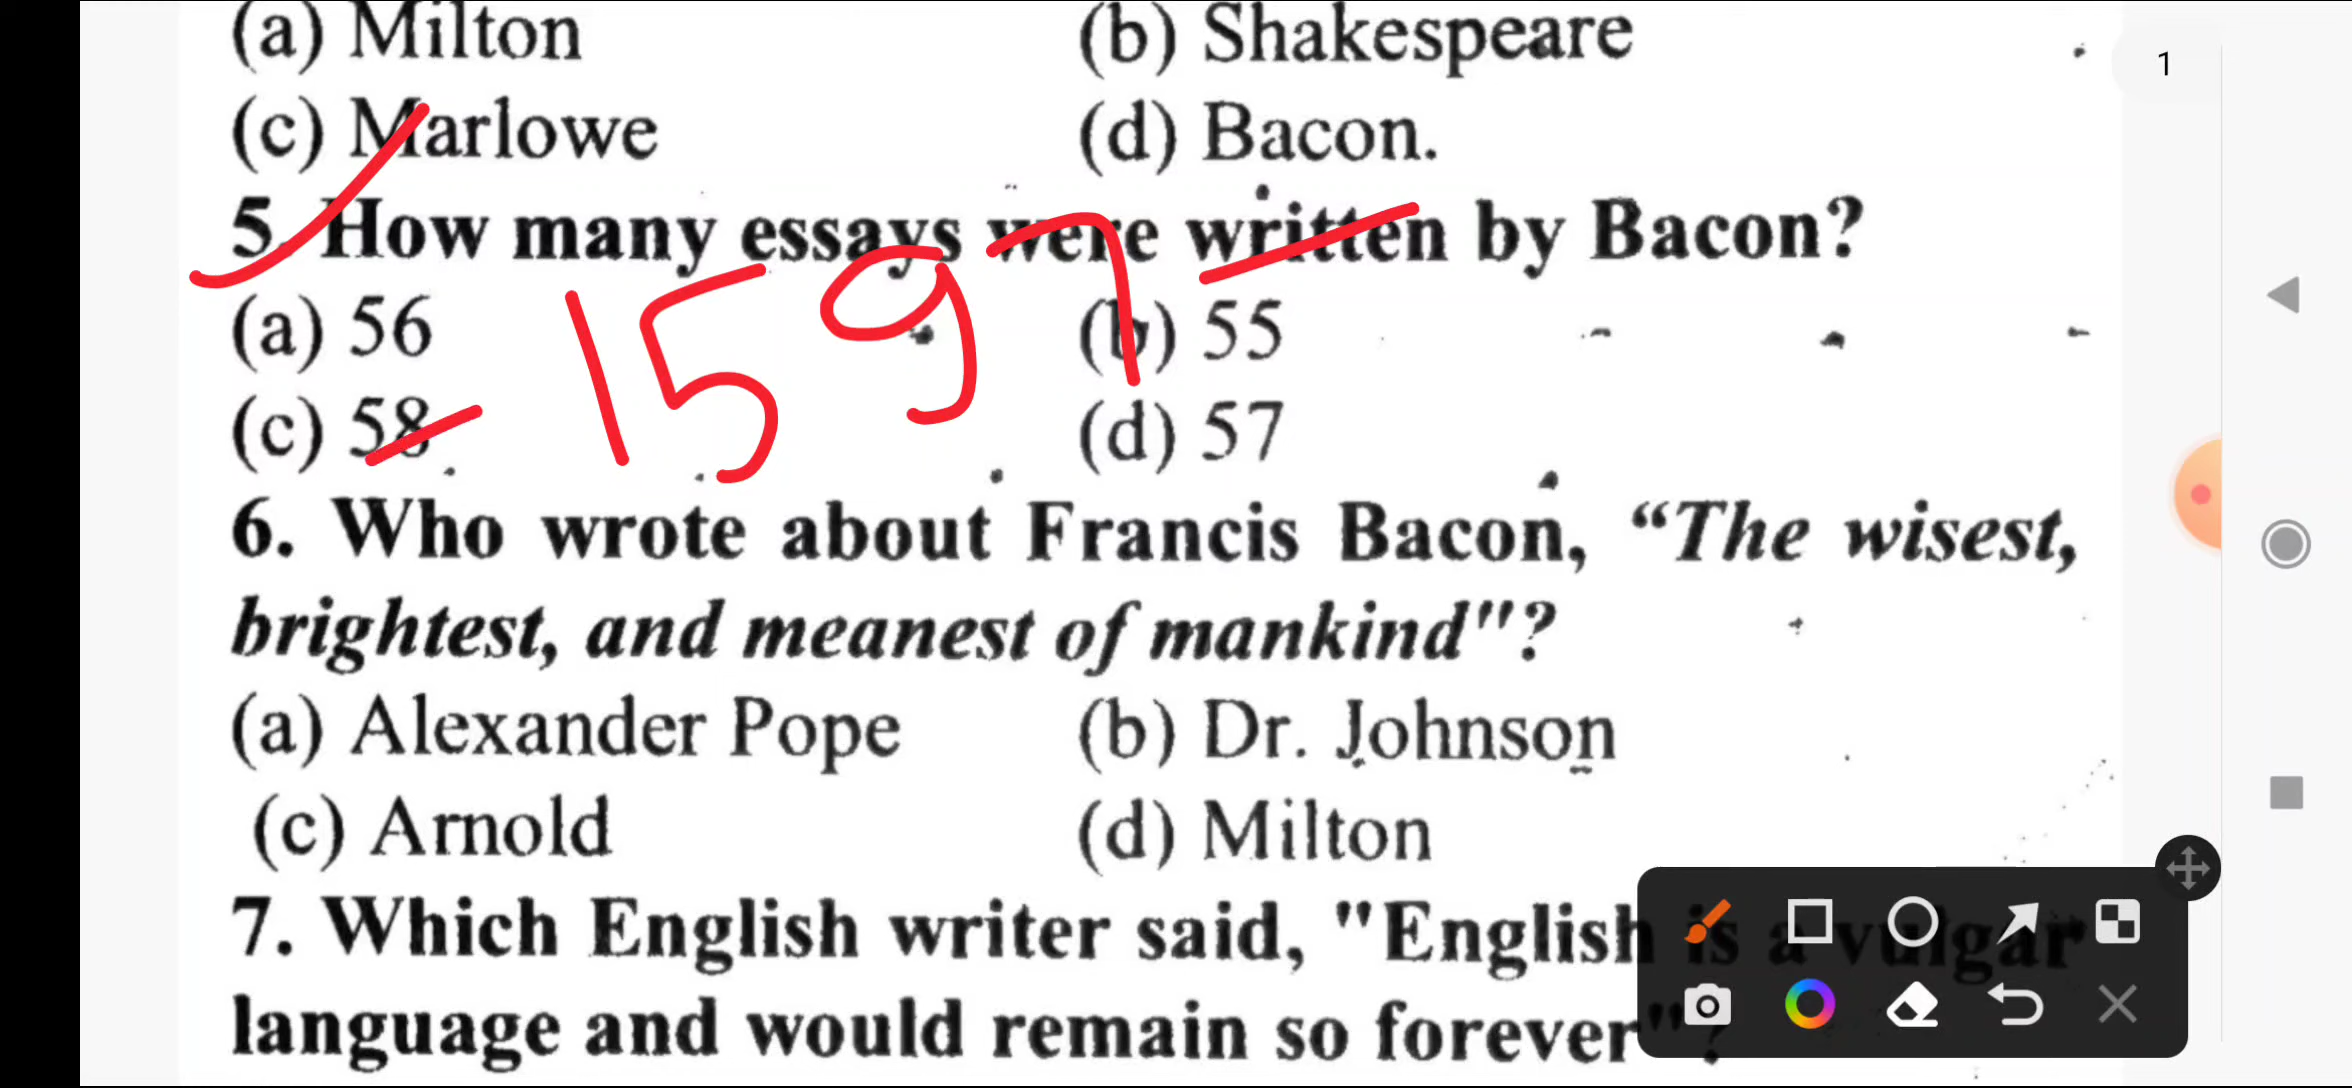 (a) Milton (b) Shakespeare
1
(c) Marlowe (d) Bacon.
5. How many essays were written by Bacon?
(a) 56 (b) 55
1597
(c) 58 (d) 57
6. Who wrote about Francis Bacon, “The wisest,
brightest, and meanest of mankind"?
(a) Alexander Pope (b) Dr. Johnson
(c) Arnold (d) Milton
7. Which English writer said, "English is a vulgar
language and would remain so forever"?